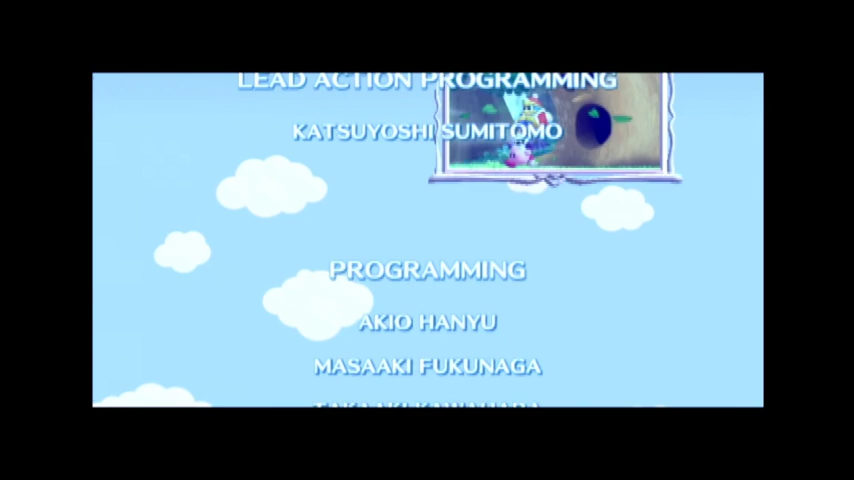 LEAD ACTION PROGRAMMING
KATSUYOSHI SUMITOMO
PROGRAMMING
AKIO HANYU
MASAAKI FUKUNAGA